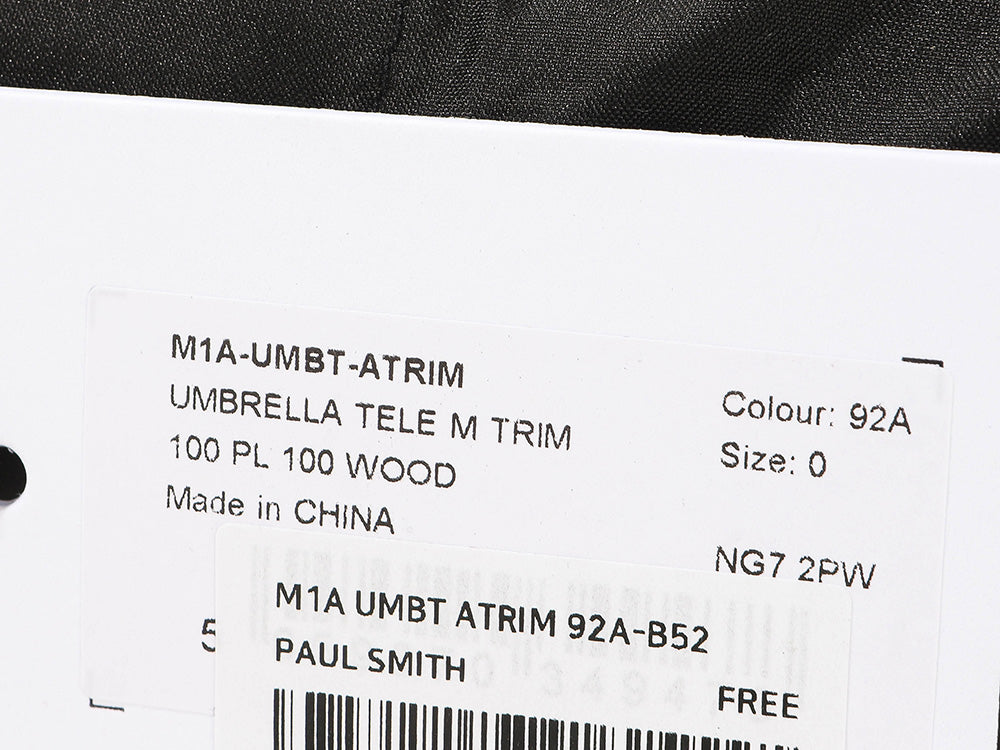 M1A-UMBT-ATRIM
UMBRELLA TELE M TRIM
100 PL 100 WOOD
Made in CHINA
Colour: 92A
Size: 0
NG7 2PW
5
M1A UMBT ATRIM 92A-B52
PAUL SMITH
FREE